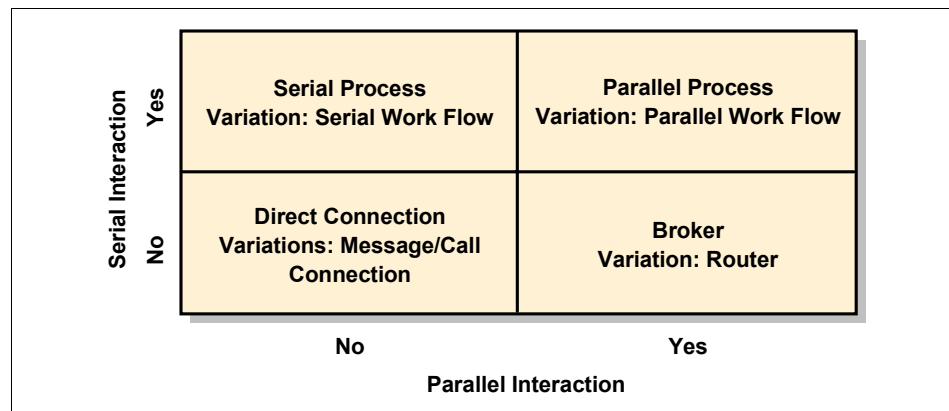 Serial Interaction
Yes
No
Serial Process
Variation: Serial Work Flow
Parallel Process
Variation: Parallel Work Flow
Direct Connection
Variations: Message/Call
Connection
Broker
Variation: Router
No
Yes
Parallel Interaction